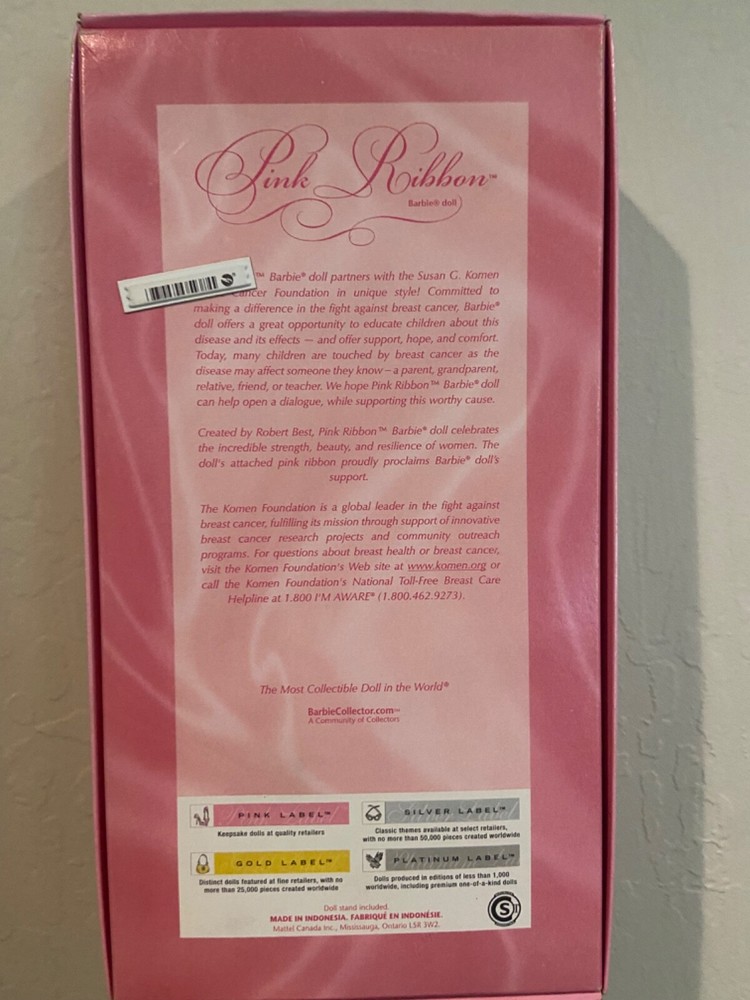 Pink Ribbon™
Barbie® doll
™ Barbie® doll partners with the Susan G. Komen
Cancer Foundation in unique style! Committed to
making a difference in the fight against breast cancer, Barbie®
doll offers a great opportunity to educate children about this
disease and its effects — and offer support, hope, and comfort.
Today, many children are touched by breast cancer as the
disease may affect someone they know – a parent, grandparent,
relative, friend, or teacher. We hope Pink Ribbon™ Barbie® doll
can help open a dialogue, while supporting this worthy cause.
Created by Robert Best, Pink Ribbon™ Barbie® doll celebrates
the incredible strength, beauty, and resilience of women. The
doll's attached pink ribbon proudly proclaims Barbie® doll's
support.
The Komen Foundation is a global leader in the fight against
breast cancer, fulfilling its mission through support of innovative
breast cancer research projects and community outreach
programs. For questions about breast health or breast cancer,
visit the Komen Foundation's Web site at www.komen.org or
call the Komen Foundation's National Toll-Free Breast Care
Helpline at 1.800 I'M AWARE® (1.800.462.9273).
The Most Collectible Doll in the World®
BarbieCollector.com™
A Community of Collectors
PINK LABEL™
Keepsake dolls at quality retailers
SILVER LABEL™
Classic themes available at select retailers,
with no more than 50,000 pieces created worldwide
GOLD LABEL™
Distinct dolls featured at fine retailers, with no
more than 25,000 pieces created worldwide
PLATINUM LABEL™
Dolls produced in editions of less than 1,000
worldwide, including premium one-of-a-kind dolls
Doll stand included.
MADE IN INDONESIA. FABRIQUÉ EN INDONÉSIE.
Mattel Canada Inc., Mississauga, Ontario L5R 3W2.